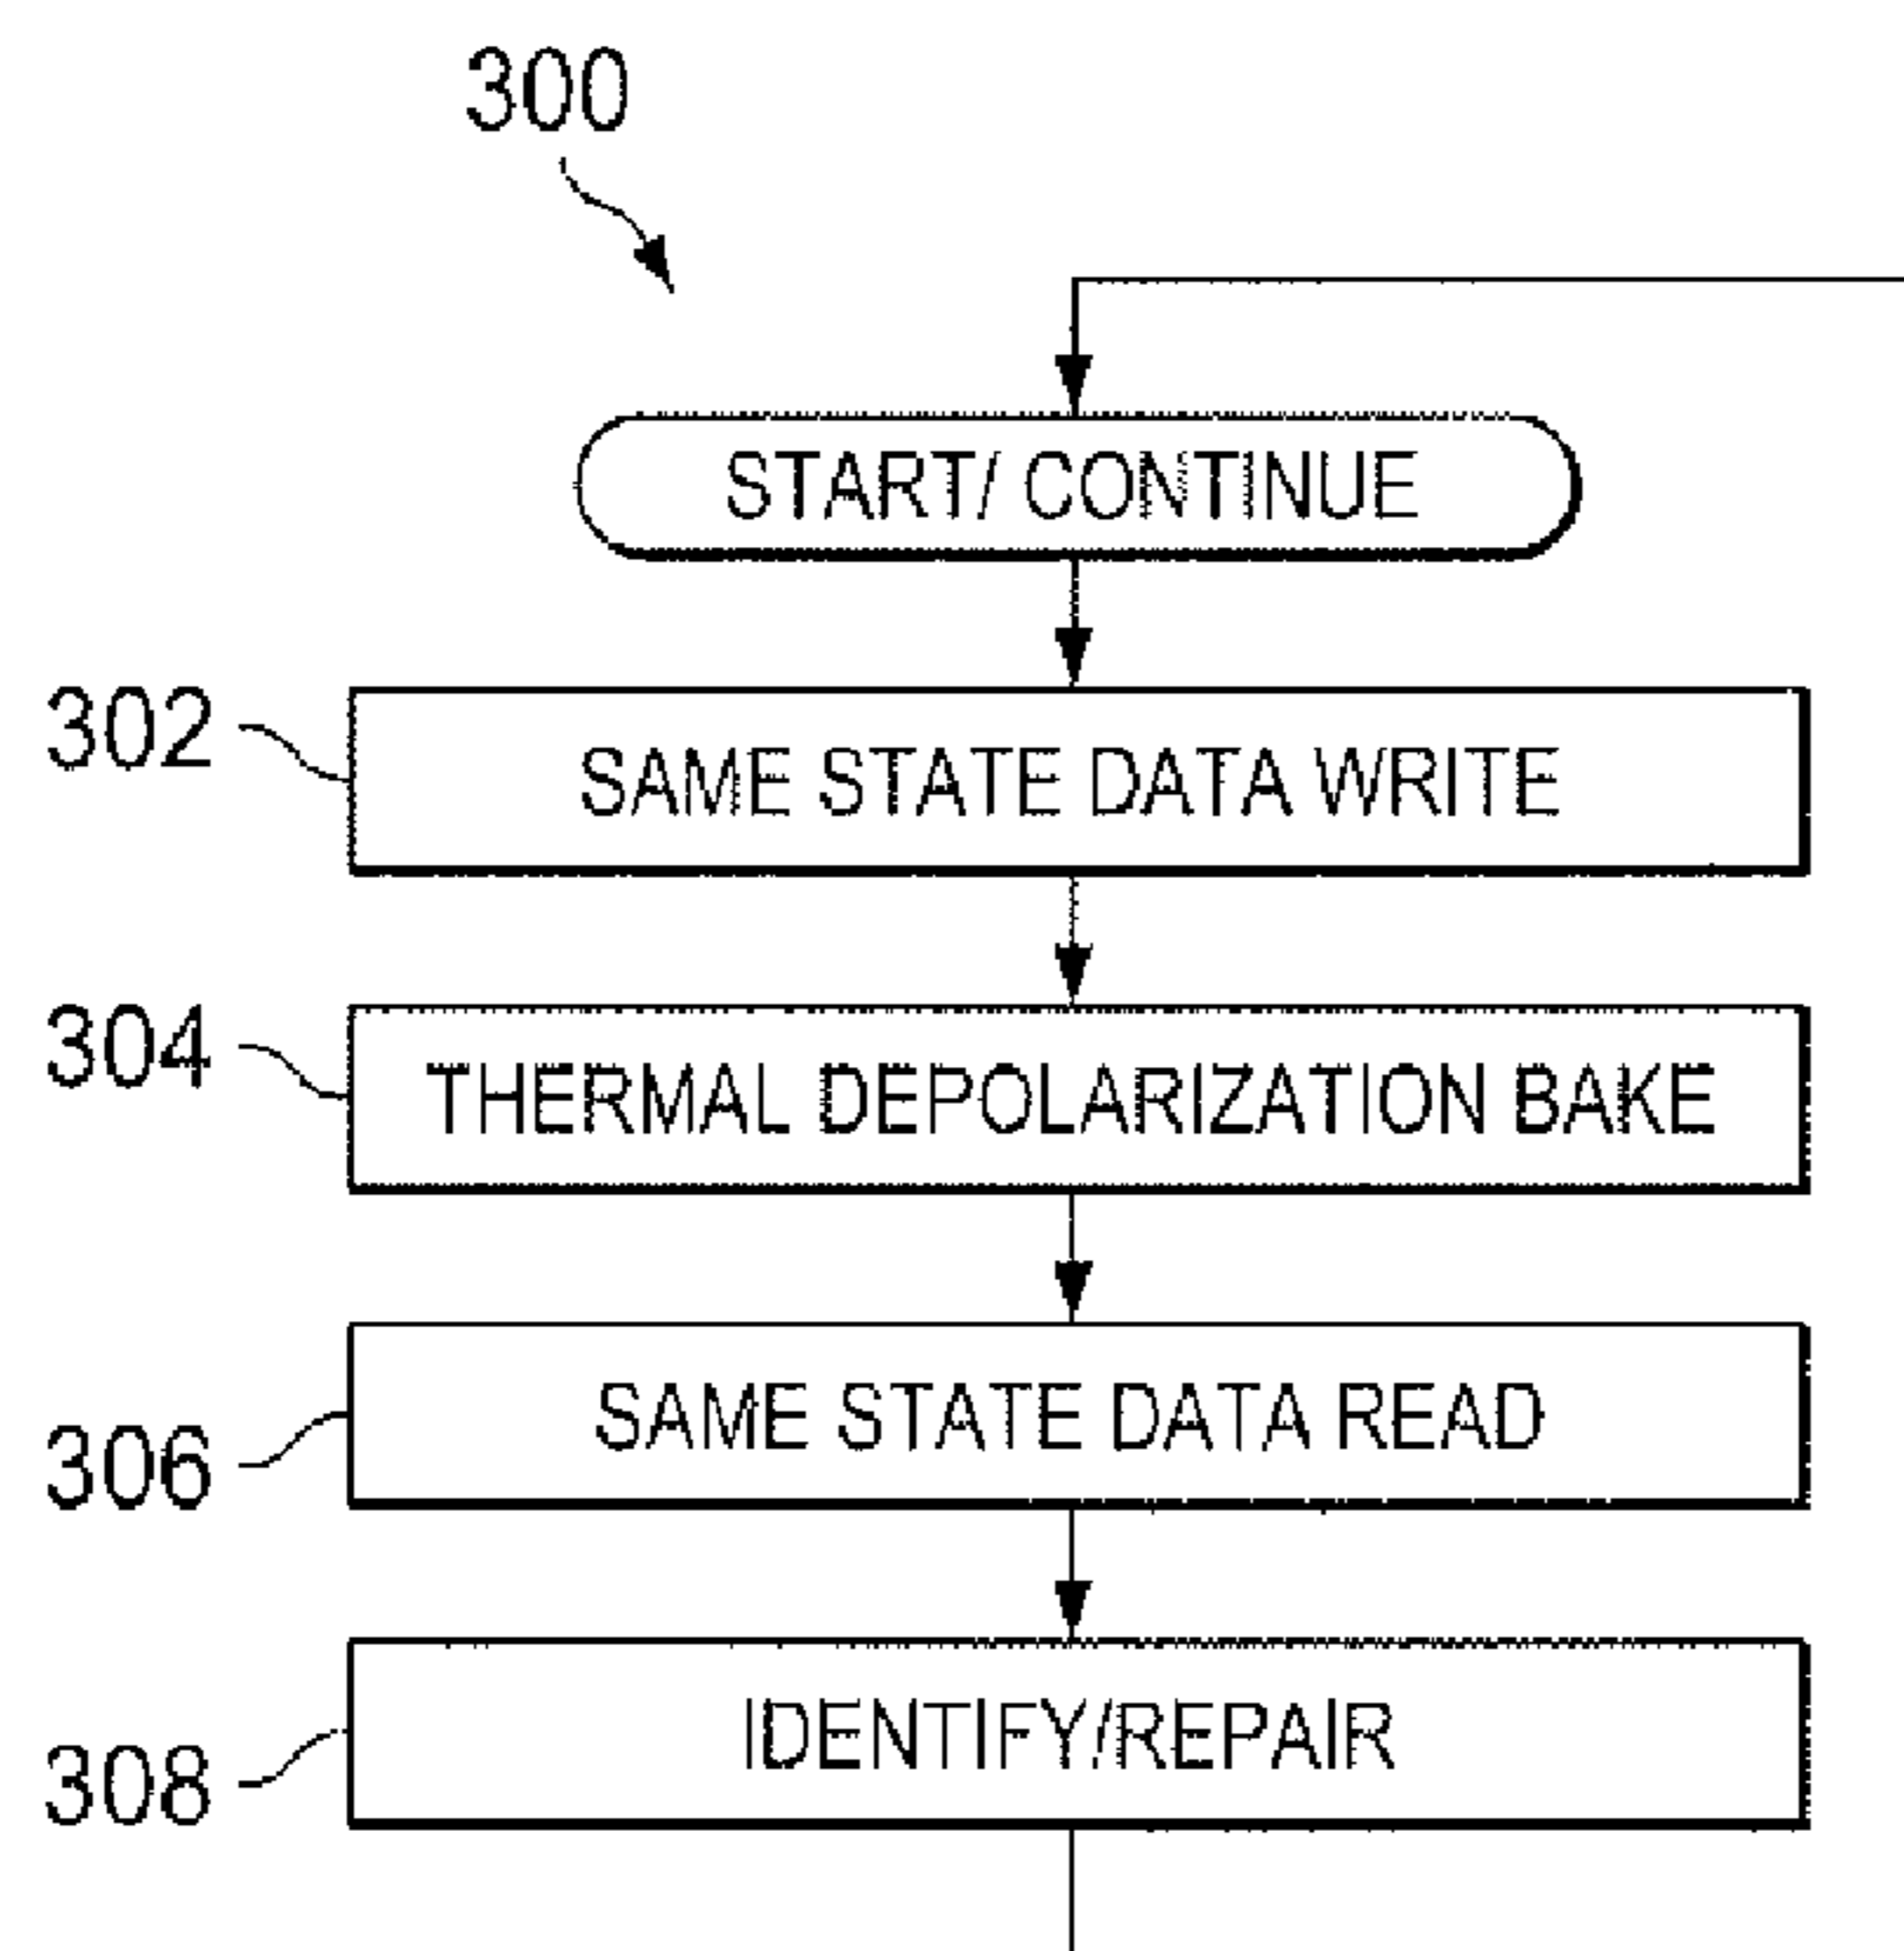 300
START/ CONTINUE
302
SAME STATE DATA WRITE
304
THERMAL DEPOLARIZATION BAKE
306
SAME STATE DATA READ
308
IDENTIFY/REPAIR